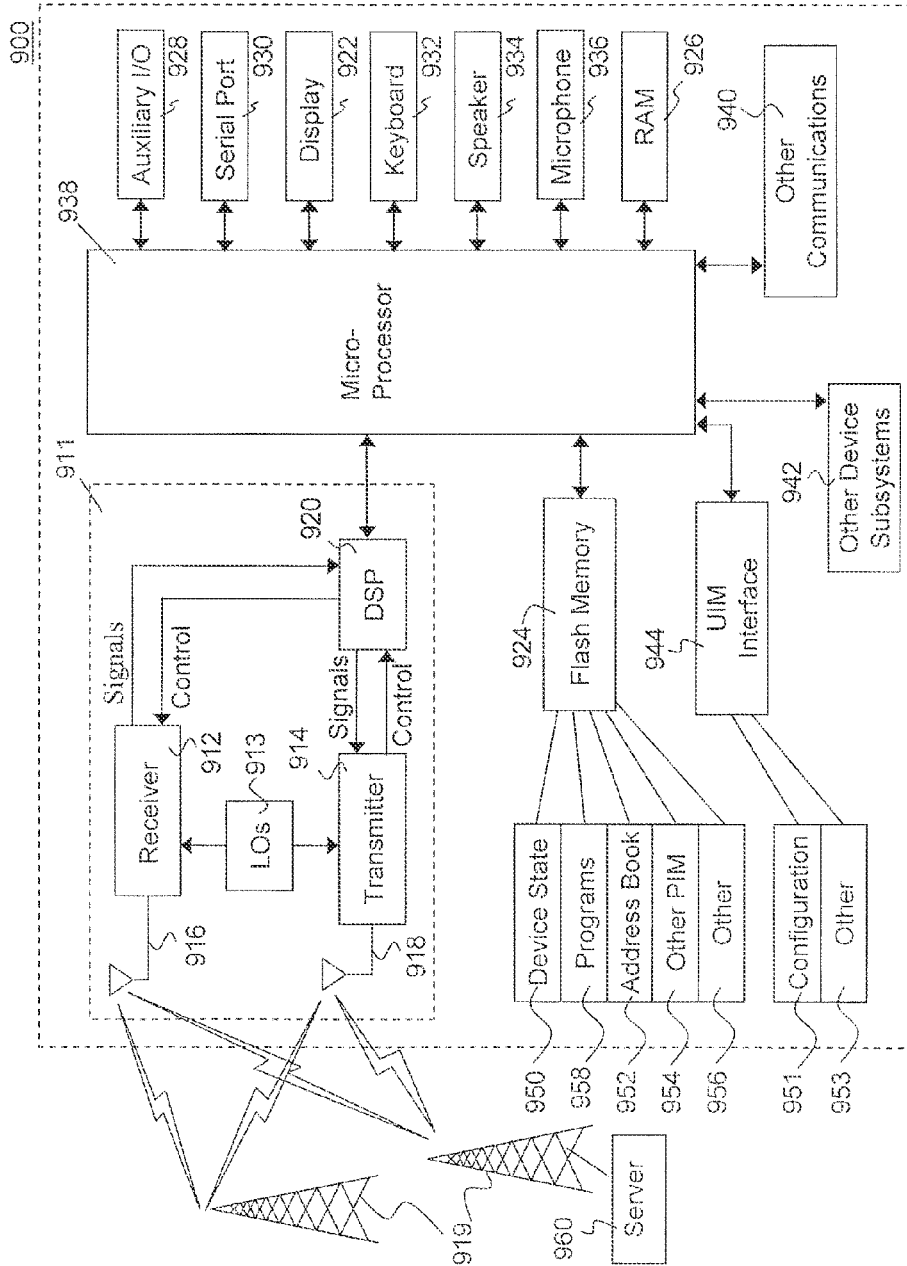 900
938
Micro-
Processor
Auxiliary I/O
928
Serial Port
930
Display
922
Keyboard
932
Speaker
934
Microphone
936
RAM
926
Other
Communications
940
911
Signals
Control
Receiver
912
LOs
913
Transmitter
914
DSP
920
Signals
Control
916
918
Flash Memory
924
UIM
Interface
944
Other Device
Subsystems
942
Device State
Programs
Address Book
Other PIM
Other
950
958
952
954
956
Configuration
Other
951
953
919
Server
960